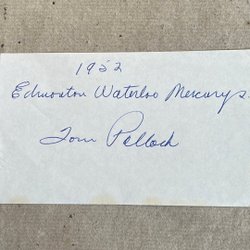 1952
Edmonton Waterloo Mercurys.
Tom Pollock